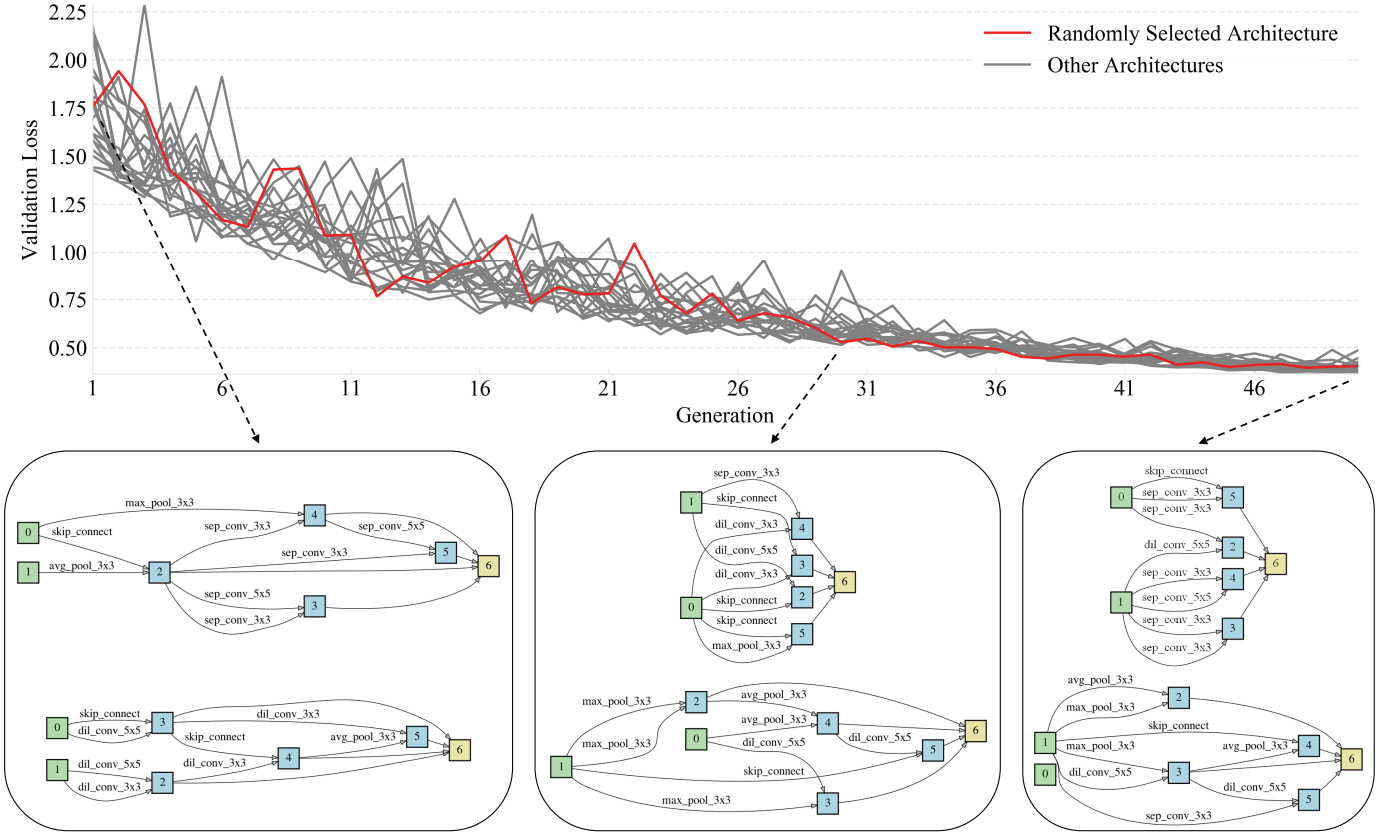 2.25
2.00
1.75
1.50
1.25
1.00
0.75
0.50
Validation Loss
Randomly Selected Architecture
Other Architectures
1 6 11 16 21 26 31 36 41 46
Generation
max_pool_3x3
0
skip_connect
1
avg_pool_3x3
2
sep_conv_3x3
4
sep_conv_5x5
sep_conv_3x3
5
6
sep_conv_5x5
3
sep_conv_3x3
0
skip_connect
dil_conv_5x5
3
dil_conv_3x3
skip_connect
1
dil_conv_5x5
dil_conv_3x3
2
dil_conv_3x3
4
avg_pool_3x3
5
6
sep_conv_3x3
1
skip_connect
dil_conv_3x3
4
dil_conv_5x5
3
dil_conv_3x3
6
0
skip_connect
2
skip_connect
5
max_pool_3x3
max_pool_3x3
2
avg_pool_3x3
max_pool_3x3
0
avg_pool_3x3
4
dil_conv_5x5
dil_conv_5x5
5
6
1
skip_connect
max_pool_3x3
3
skip_connect
0
sep_conv_3x3
sep_conv_3x3
5
dil_conv_5x5
2
6
sep_conv_3x3
4
1
sep_conv_5x5
sep_conv_3x3
3
sep_conv_3x3
avg_pool_3x3
2
max_pool_3x3
1
skip_connect
max_pool_3x3
avg_pool_3x3
4
6
0
dil_conv_5x5
3
dil_conv_5x5
5
sep_conv_3x3